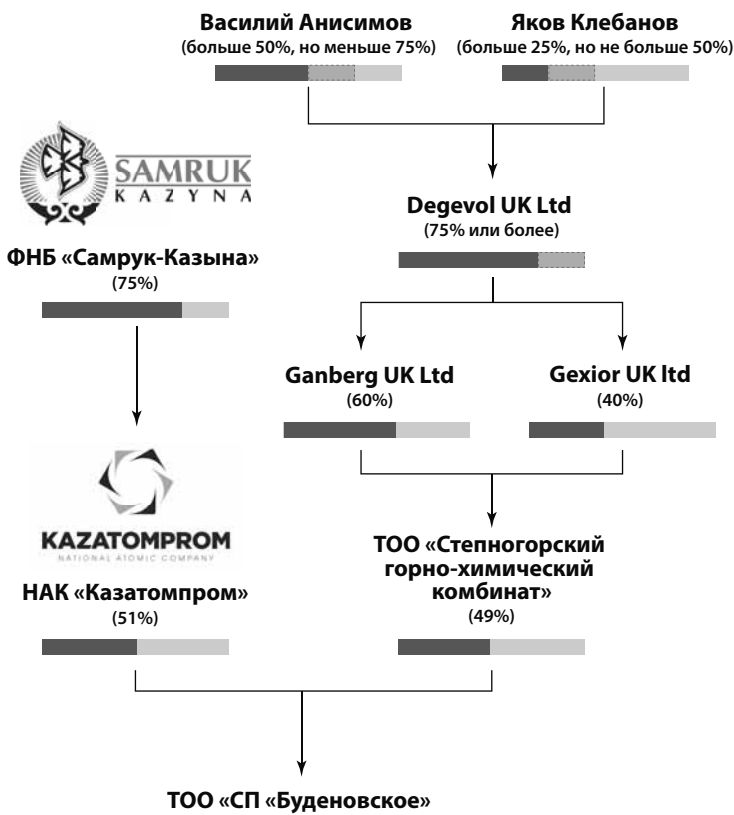 Василий Анисимов
(больше 50%, но меньше 75%)
Яков Клебанов
(больше 25%, но не больше 50%)
SAMRUK
KAZYNA
Degevol UK Ltd
(75% или более)
ФНБ «Самрук-Казына»
(75%)
Ganberg UK Ltd
(60%)
Gexior UK ltd
(40%)
KAZATOMPROM
NATIONAL ATOMIC COMPANY
ТОО «Степногорский
горно-химический
комбинат»
(49%)
НАК «Казатомпром»
(51%)
ТОО «СП «Буденовское»